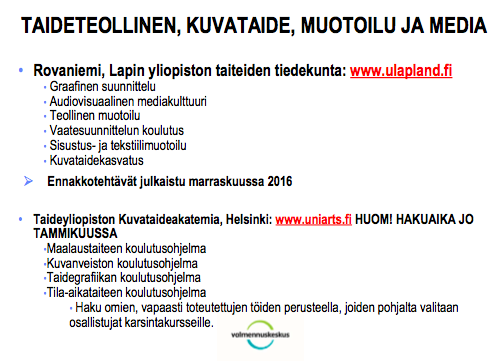 TAIDETEOLLINEN, KUVATAIDE, MUOTOILU JA MEDIA
• Rovaniemi, Lapin yliopiston taiteiden tiedekunta: www.ulapland.fi
• Graafinen suunnittelu
• Audiovisuaalinen mediakulttuuri
• Teollinen muotoilu
• Vaatesuunnittelun koulutus
• Sisustus- ja tekstiilimuotoilu
• Kuvataidekasvatus
➢ Ennakkotehtävät julkaistu marraskuussa 2016
• Taideyliopiston Kuvataideakatemia, Helsinki: www.uniarts.fi HUOM! HAKUAIKA JO
TAMMIKUUSSA
•Maalaustaiteen koulutusohjelma
•Kuvanveiston koulutusohjelma
•Taidegrafiikan koulutusohjelma
•Tila-aikataiteen koulutusohjelma
• Haku omien, vapaasti toteutettujen töiden perusteella, joiden pohjalta valitaan
osallistujat karsintakursseille.
valmennuskeskus